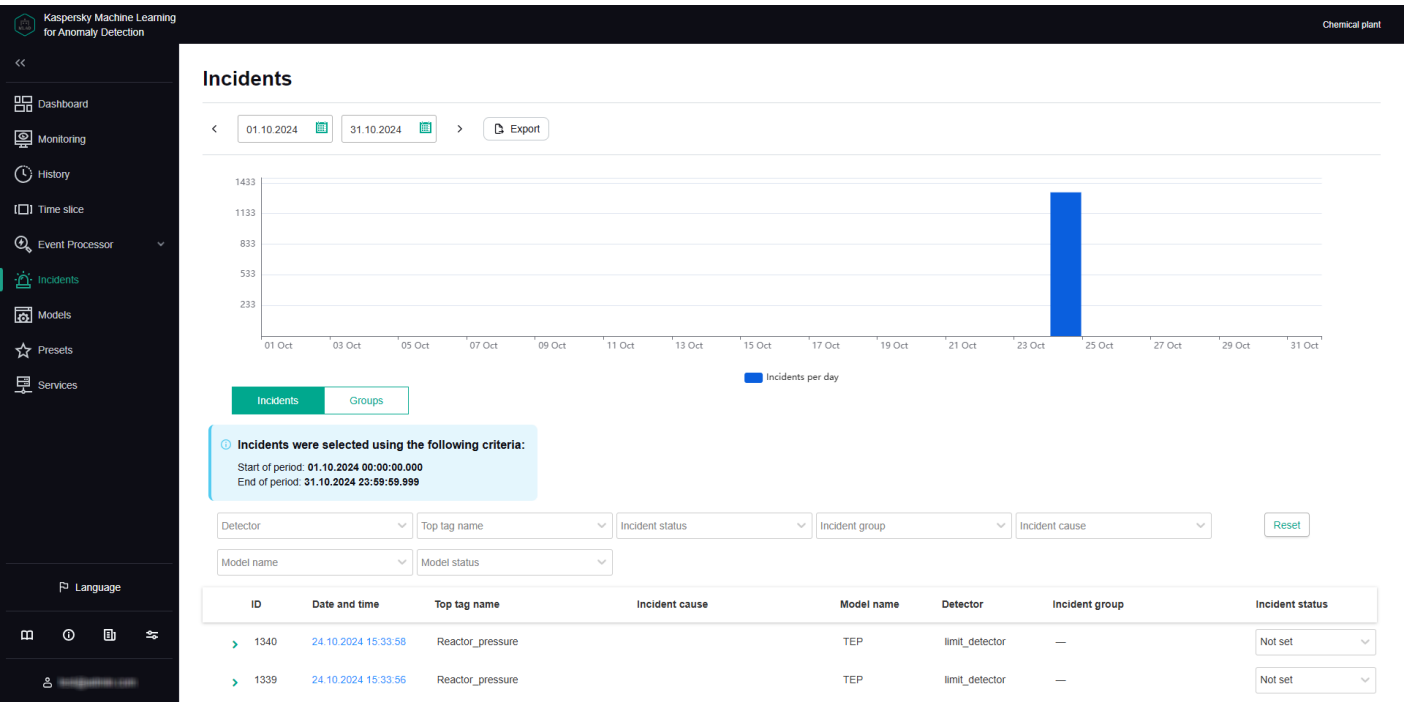 Kaspersky Machine Learning
for Anomaly Detection
Chemical plant
Dashboard
Monitoring
History
Time slice
Event Processor
Incidents
Models
Presets
Services
Language
Incidents
01.10.2024
31.10.2024
Export
1433
1133
833
533
233
01 Oct 03 Oct 05 Oct 07 Oct 09 Oct 11 Oct 13 Oct 15 Oct 17 Oct 19 Oct 21 Oct 23 Oct 25 Oct 27 Oct 29 Oct 31 Oct
Incidents per day
Incidents Groups
Incidents were selected using the following criteria:
Start of period: 01.10.2024 00:00:00.000
End of period: 31.10.2024 23:59:59.999
Detector Top tag name Incident status Incident group Incident cause Reset
Model name Model status
ID Date and time Top tag name Incident cause Model name Detector Incident group Incident status
1340 24.10.2024 15:33:58 Reactor_pressure TEP limit_detector — Not set
1339 24.10.2024 15:33:56 Reactor_pressure TEP limit_detector — Not set